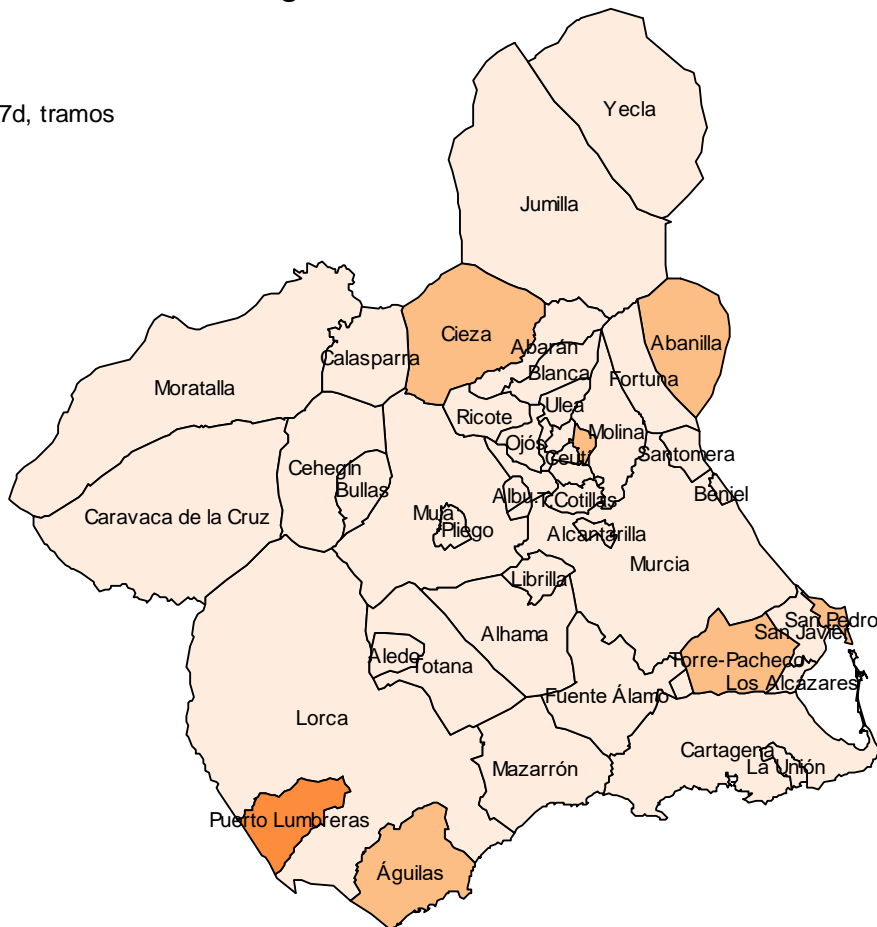 7d, tramos
Yecla
Jumilla
Cieza
Abarán
Abanilla
Calasparra
Blanca
Fortuna
Moratalla
Ulea
Ricote
Molina
Ojós
Ceutí
Santomera
Cehegín
Bullas
Albu
T Cotillas
Beniel
Caravaca de la Cruz
Mula
Pliego
Alcantarilla
Murcia
Librilla
San Pedro
San Javier
Alhama
Aledo
Totana
Torre-Pacheco
Los Alcázares
Fuente Álamo
Lorca
Cartagena
La Unión
Mazarrón
Puerto Lumbreras
Águilas